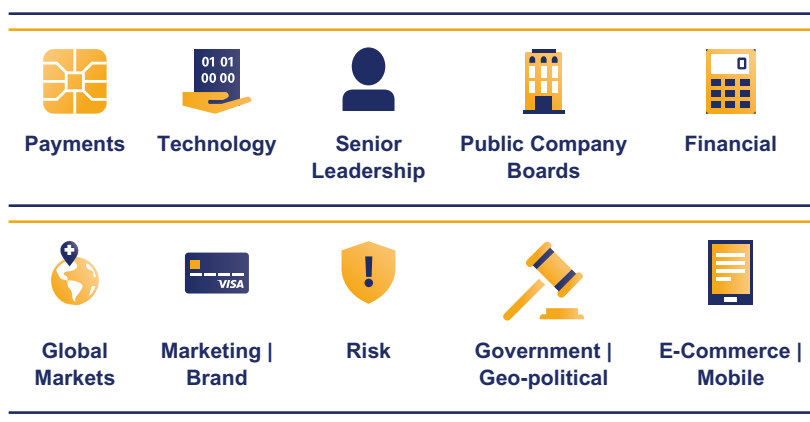 01 01
00 00
Payments
Technology
Senior
Leadership
Public Company
Boards
0
Financial
Global
Markets
VISA
Marketing |
Brand
!
Risk
Government |
Geo-political
E-Commerce |
Mobile